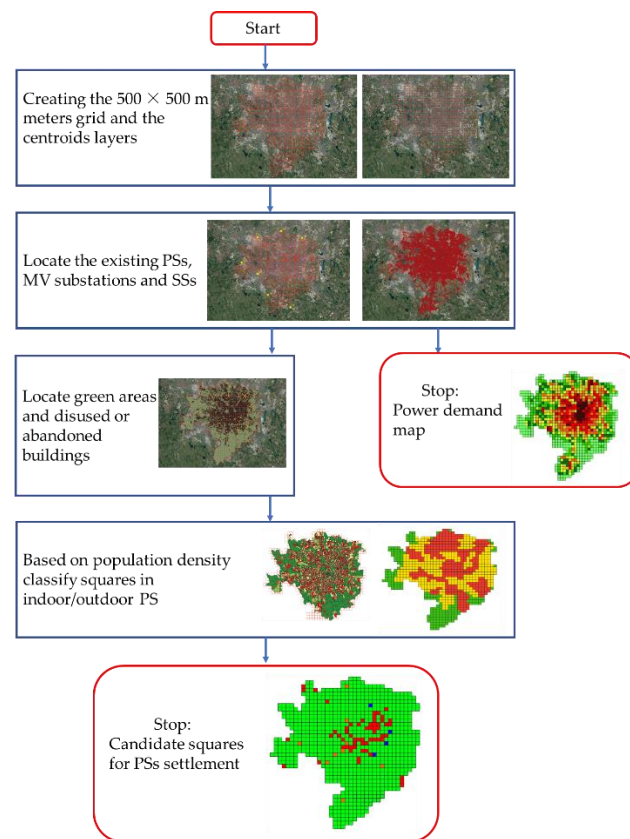 Start
Creating the 500 × 500 m
meters grid and the
centroids layers
Locate the existing PSs,
MV substations and SSs
Locate green areas
and disused or
abandoned
buildings
Stop:
Power demand
map
Based on population density
classify squares in
indoor/outdoor PS
Stop:
Candidate squares
for PSs settlement